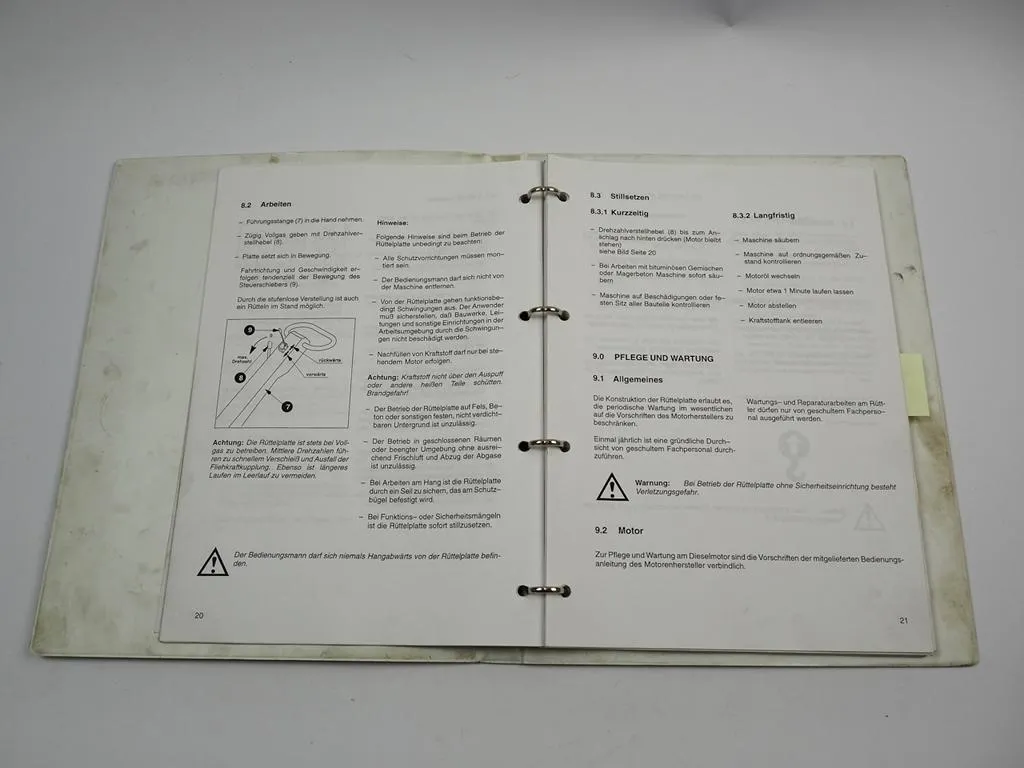 8.2 Arbeiten
– Führungsstange (7) in die Hand nehmen.
– Zügig Vollgas geben mit Drehzahlver-
stellhebel (8).
– Platte setzt sich in Bewegung.
Fahrtrichtung und Geschwindigkeit er-
folgen tendenziell der Bewegung des
Steuerschiebers (9).
Durch die stufenlose Verstellung ist auch
ein Rütteln im Stand möglich.
9
0
max.
Drehzahl
rückwärts
vorwärts
8
7
Achtung: Die Rüttelplatte ist stets bei Voll-
gas zu betreiben. Mittlere Drehzahlen füh-
ren zu schnellem Verschleiß und Ausfall der
Fliehkraftkupplung. Ebenso ist längeres
Laufen im Leerlauf zu vermeiden.
Hinweise:
Folgende Hinweise sind beim Betrieb der
Rüttelplatte unbedingt zu beachten:
– Alle Schutzvorrichtungen müssen mon-
tiert sein.
– Der Bedienungsmann darf sich nicht von
der Maschine entfernen.
– Von der Rüttelplatte gehen funktionsbe-
dingt Schwingungen aus. Der Anwender
muß sicherstellen, daß Bauwerke, Lei-
tungen und sonstige Einrichtungen in der
Arbeitsumgebung durch die Schwingun-
gen nicht beschädigt werden.
– Nachfüllen von Kraftstoff darf nur bei ste-
hendem Motor erfolgen.
Achtung: Kraftstoff nicht über den Auspuff
oder andere heißen Teile schütten.
Brandgefahr!
– Der Betrieb der Rüttelplatte auf Fels, Be-
ton oder sonstigen festen, nicht verdicht-
baren Untergrund ist unzulässig.
– Der Betrieb in geschlossenen Räumen
oder beengter Umgebung ohne ausrei-
chend Frischluft und Abzug der Abgase
ist unzulässig.
– Bei Arbeiten am Hang ist die Rüttelplatte
durch ein Seil zu sichern, das am Schutz-
bügel befestigt wird.
– Bei Funktions– oder Sicherheitsmängeln
ist die Rüttelplatte sofort stillzusetzen.
Der Bedienungsmann darf sich niemals Hangabwärts von der Rüttelplatte befin-
den.
20
8.3 Stillsetzen
8.3.1 Kurzzeitig
– Drehzahlverstellhebel (8) bis zum An-
schlag nach hinten drücken (Motor bleibt
stehen)
siehe Bild Seite 20
– Bei Arbeiten mit bituminösen Gemischen
oder Magerbeton Maschine sofort säu-
bern
– Maschine auf Beschädigungen oder fe-
sten Sitz aller Bauteile kontrollieren
8.3.2 Langfristig
– Maschine säubern
– Maschine auf ordnungsgemäßen Zu-
stand kontrollieren
– Motoröl wechseln
– Motor etwa 1 Minute laufen lassen
– Motor abstellen
– Kraftstofftank entleeren
9.0 PFLEGE UND WARTUNG
9.1 Allgemeines
Die Konstruktion der Rüttelplatte erlaubt es,
die periodische Wartung im wesentlichen
auf die Vorschriften des Motorherstellers zu
beschränken.
Einmal jährlich ist eine gründliche Durch-
sicht von geschultem Fachpersonal durch-
zuführen.
Wartungs– und Reparaturarbeiten am Rütt-
ler dürfen nur von geschultem Fachperso-
nal ausgeführt werden.
Warnung: Bei Betrieb der Rüttelplatte ohne Sicherheitseinrichtung besteht
Verletzungsgefahr.
9.2 Motor
Zur Pflege und Wartung am Dieselmotor sind die Vorschriften der mitgelieferten Bedienungs-
anleitung des Motorenhersteller verbindlich.
21